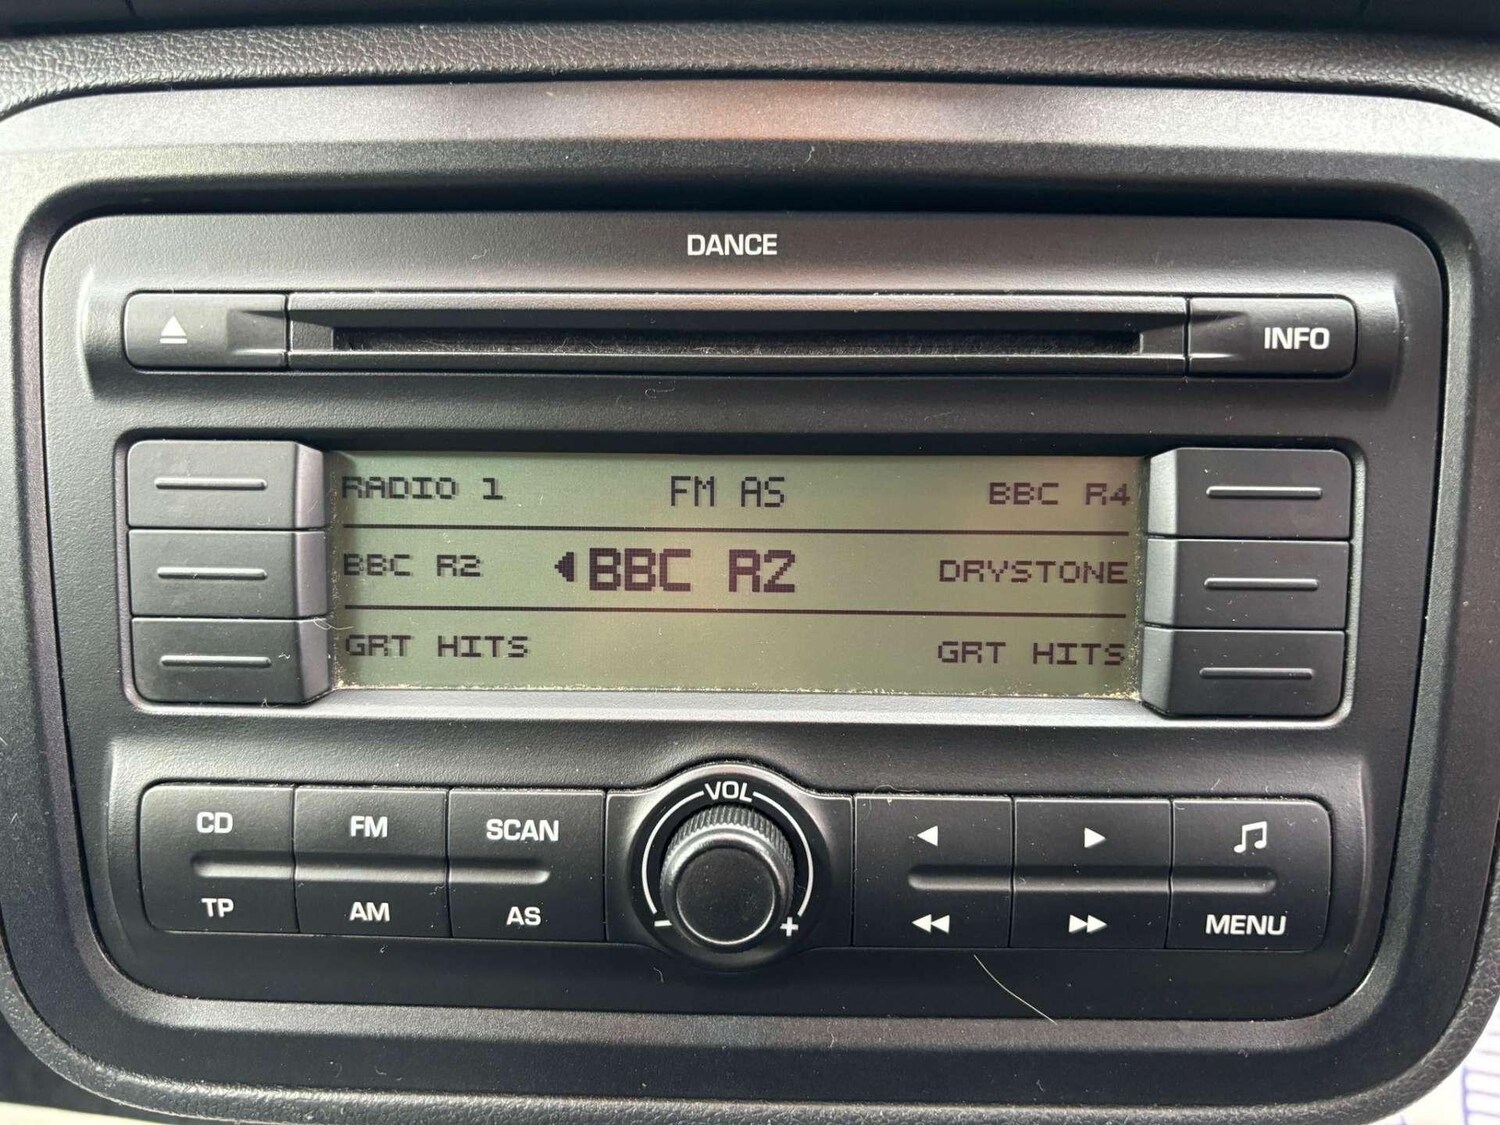 DANCE
INFO
RADIO 1 FM AS BBC R4
BBC R2 BBC R2 DRYSTONE
GRT HITS GRT HITS
VOL
CD FM SCAN
TP AM AS - + MENU